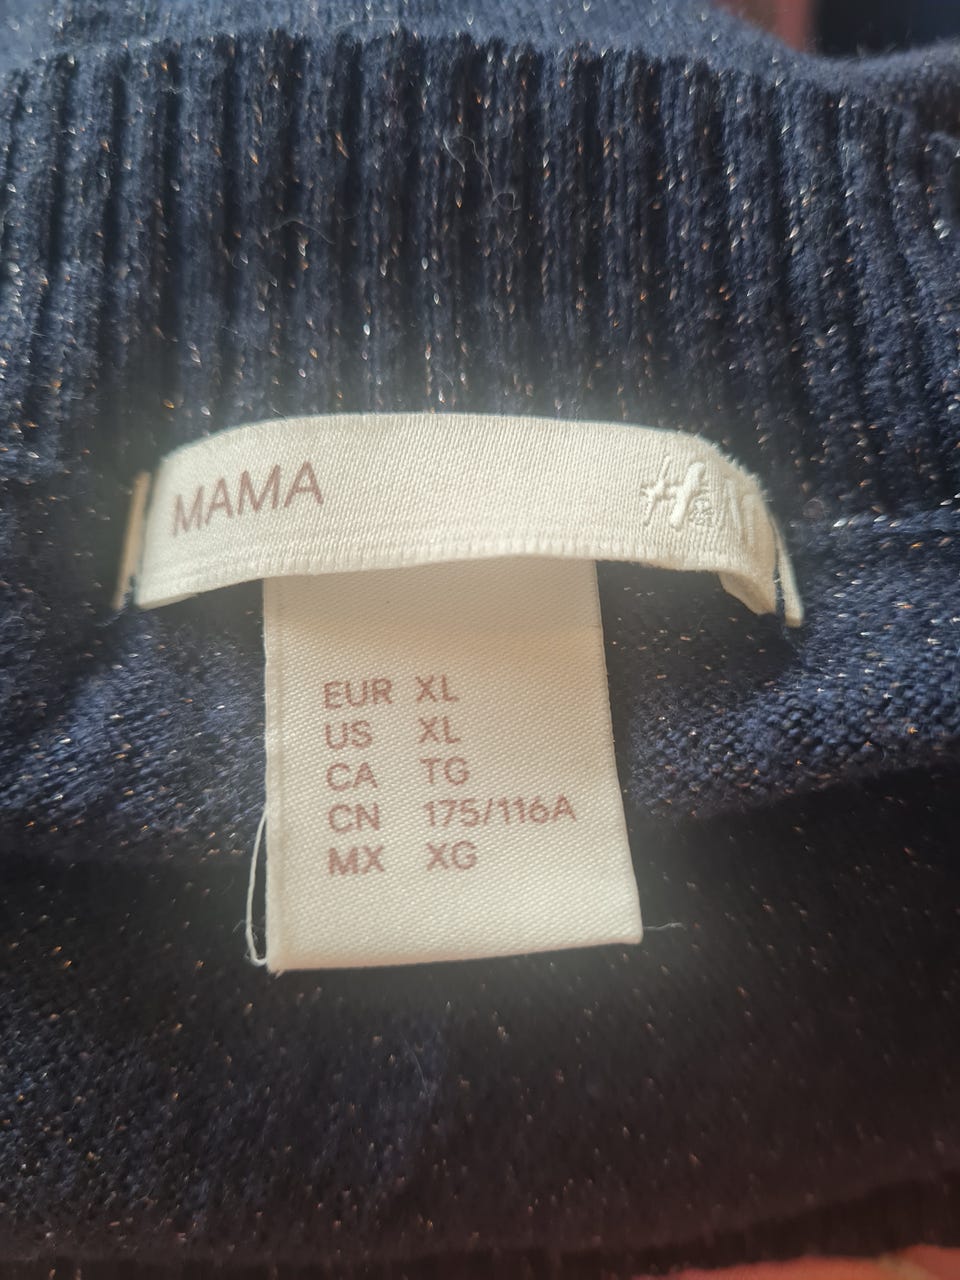 MAMA H&M
EUR XL
US XL
CA TG
CN 175/116A
MX XG